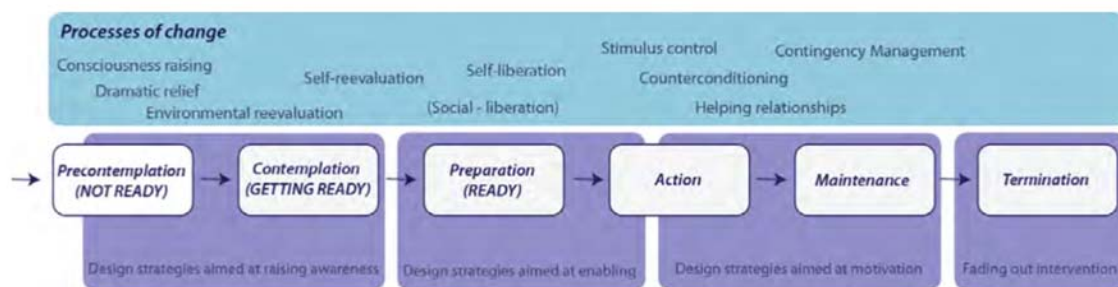 Processes of change
Consciousness raising
Dramatic relief
Environmental reevaluation
Self-reevaluation
Self-liberation
(Social - liberation)
Stimulus control
Counterconditioning
Helping relationships
Contingency Management
Precontemplation
(NOT READY)
Contemplation
(GETTING READY)
Preparation
(READY)
Action
Maintenance
Termination
Design strategies aimed at raising awareness
Design strategies aimed at enabling
Design strategies aimed at motivation
Fading out intervention